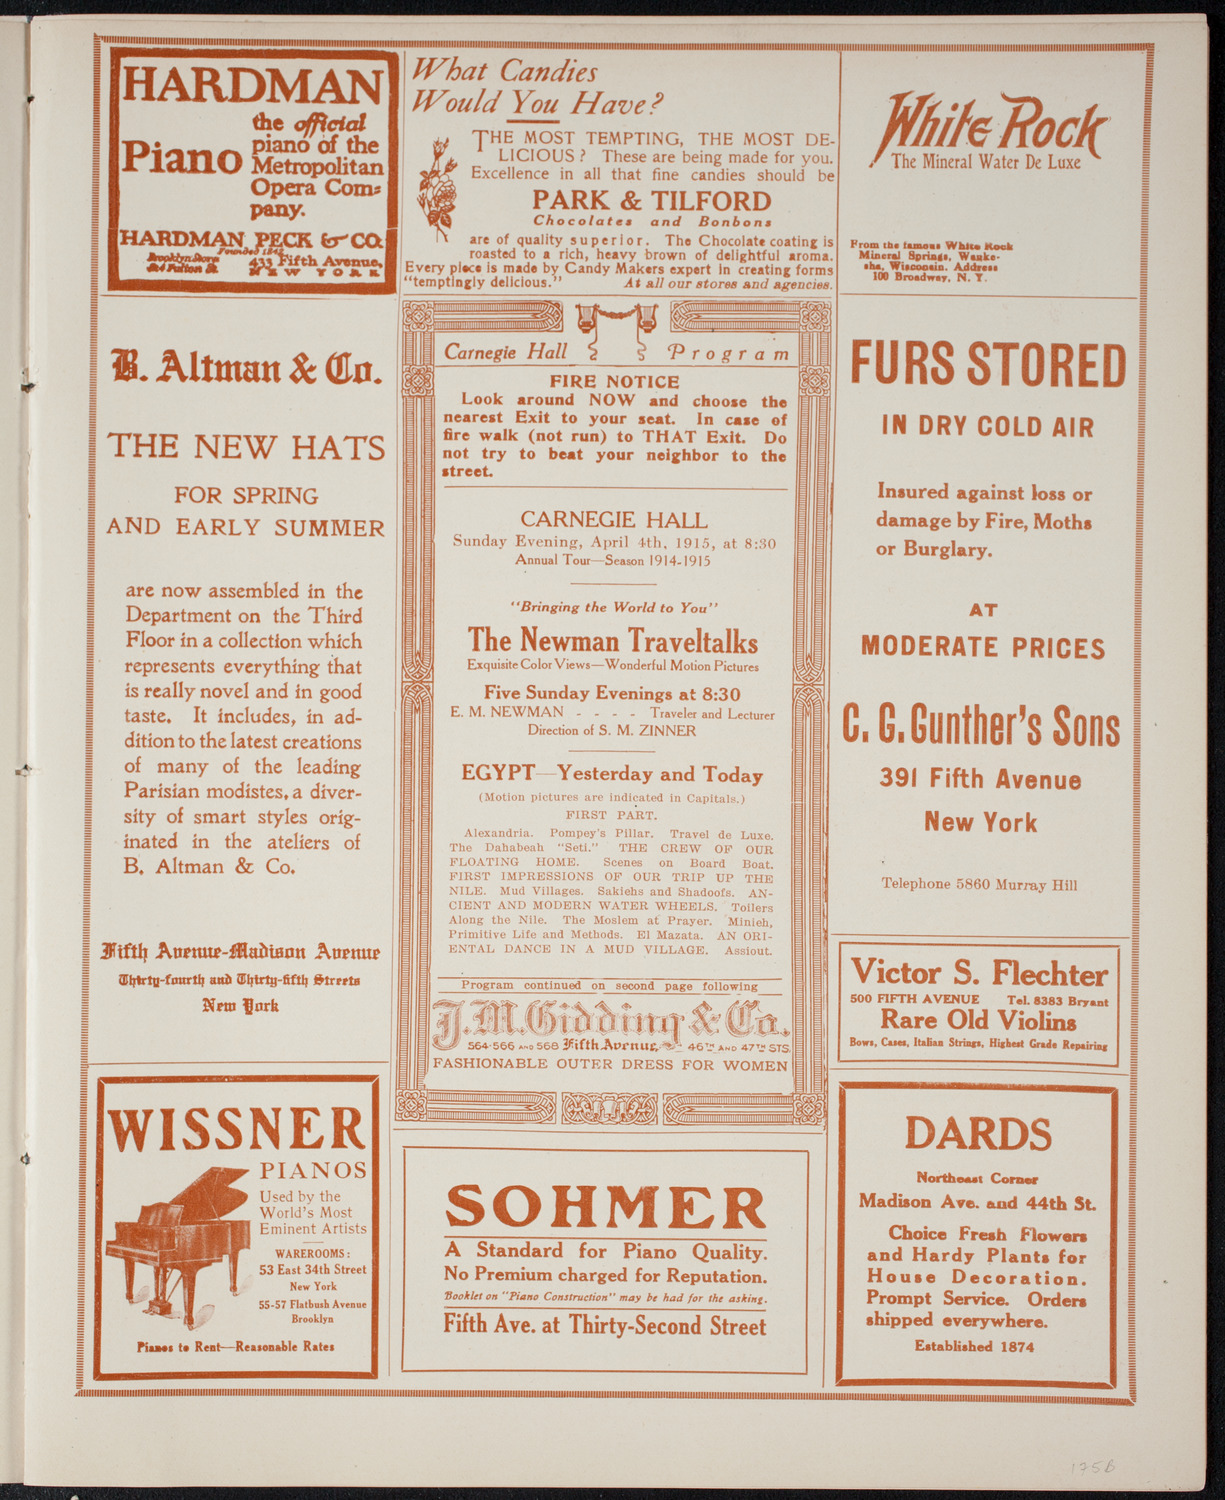 HARDMAN
Piano
the official
piano of the
Metropolitan
Opera Com=
pany.
HARDMAN, PECK & CO.
Founded 1842
Brooklyn Store
524 Fulton St.
433 Fifth Avenue,
NEW YORK
What Candies
Would You Have?
THE MOST TEMPTING, THE MOST DE-
LICIOUS? These are being made for you.
Excellence in all that fine candies should be
PARK & TILFORD
Chocolates and Bonbons
are of quality superior. The Chocolate coating is
roasted to a rich, heavy brown of delightful aroma.
Every piece is made by Candy Makers expert in creating forms
"temptingly delicious." At all our stores and agencies.
White Rock
The Mineral Water De Luxe
From the famous White Rock
Mineral Springs, Wauke-
sha, Wisconsin. Address
100 Broadway, N. Y.
B. Altman & Co.
THE NEW HATS
FOR SPRING
AND EARLY SUMMER
are now assembled in the
Department on the Third
Floor in a collection which
represents everything that
is really novel and in good
taste. It includes, in ad-
dition to the latest creations
of many of the leading
Parisian modistes, a diver-
sity of smart styles orig-
inated in the ateliers of
B. Altman & Co.
Fifth Avenue-Madison Avenue
Thirty-fourth and Thirty-fifth Streets
New York
WISSNER
PIANOS
Used by the
World's Most
Eminent Artists
WAREROOMS:
53 East 34th Street
New York
55-57 Flatbush Avenue
Brooklyn
Pianos to Rent—Reasonable Rates
Carnegie Hall Program
FIRE NOTICE
Look around NOW and choose the
nearest Exit to your seat. In case of
fire walk (not run) to THAT Exit. Do
not try to beat your neighbor to the
street.
CARNEGIE HALL
Sunday Evening, April 4th, 1915, at 8:30
Annual Tour—Season 1914-1915
"Bringing the World to You"
The Newman Traveltalks
Exquisite Color Views—Wonderful Motion Pictures
Five Sunday Evenings at 8:30
E. M. NEWMAN - - - - Traveler and Lecturer
Direction of S. M. ZINNER
EGYPT—Yesterday and Today
(Motion pictures are indicated in Capitals.)
FIRST PART.
Alexandria. Pompey's Pillar. Travel de Luxe.
The Dahabeah "Seti." THE CREW OF OUR
FLOATING HOME. Scenes on Board Boat.
FIRST IMPRESSIONS OF OUR TRIP UP THE
NILE. Mud Villages. Sakiehs and Shadoofs. AN-
CIENT AND MODERN WATER WHEELS. Toilers
Along the Nile. The Moslem at Prayer. Minieh,
Primitive Life and Methods. El Mazata. AN ORI-
ENTAL DANCE IN A MUD VILLAGE. Assiout.
Program continued on second page following
J. M. Gidding & Co.
564-566 AND 568 Fifth Avenue, 46TH AND 47TH STS.
FASHIONABLE OUTER DRESS FOR WOMEN
SOHMER
A Standard for Piano Quality.
No Premium charged for Reputation.
Booklet on "Piano Construction" may be had for the asking.
Fifth Ave. at Thirty-Second Street
FURS STORED
IN DRY COLD AIR
Insured against loss or
damage by Fire, Moths
or Burglary.
AT
MODERATE PRICES
C. G. Gunther's Sons
391 Fifth Avenue
New York
Telephone 5860 Murray Hill
Victor S. Flechter
500 FIFTH AVENUE Tel. 8383 Bryant
Rare Old Violins
Bows, Cases, Italian Strings, Highest Grade Repairing
DARDS
Northeast Corner
Madison Ave. and 44th St.
Choice Fresh Flowers
and Hardy Plants for
House Decoration.
Prompt Service. Orders
shipped everywhere.
Established 1874
175B